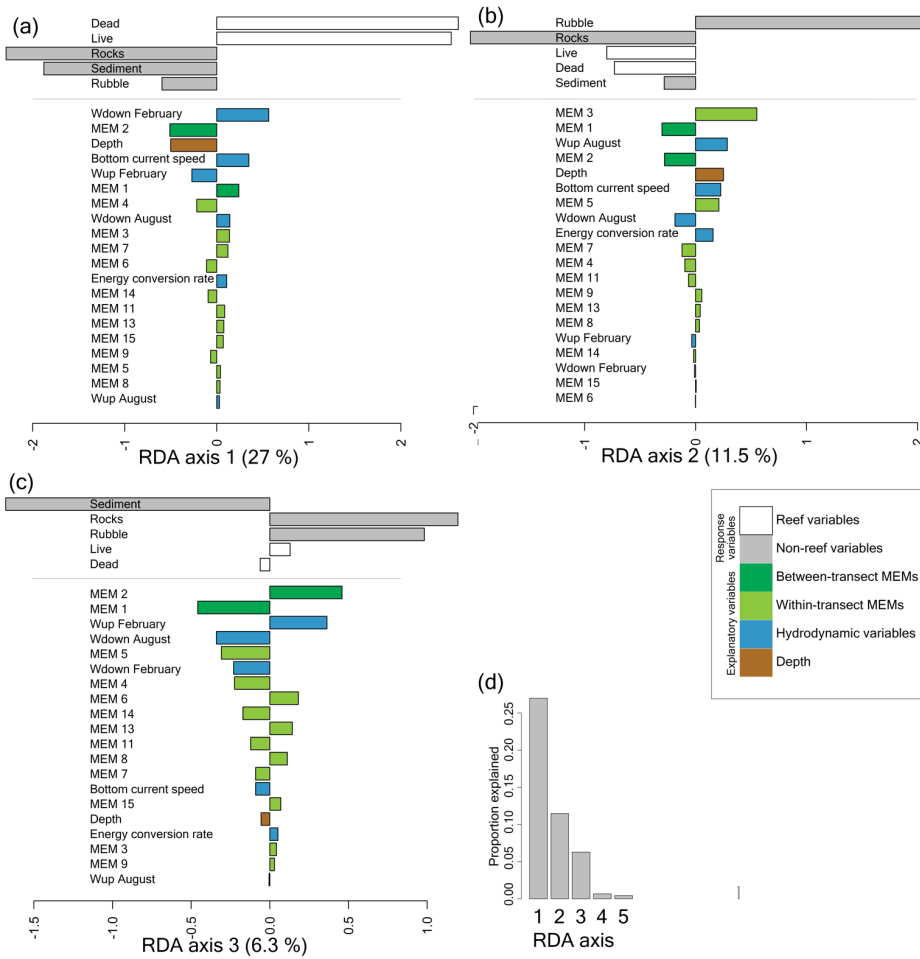 (a)
Dead
Live
Rocks
Sediment
Rubble
Wdown February
MEM 2
Depth
Bottom current speed
Wup February
MEM 1
MEM 4
Wdown August
MEM 3
MEM 7
MEM 6
Energy conversion rate
MEM 14
MEM 11
MEM 13
MEM 15
MEM 9
MEM 5
MEM 8
Wup August
-2 -1 0 1 2
RDA axis 1 (27 %)
(b)
Rubble
Rocks
Live
Dead
Sediment
MEM 3
MEM 1
Wup August
MEM 2
Depth
Bottom current speed
MEM 5
Wdown August
Energy conversion rate
MEM 7
MEM 4
MEM 11
MEM 9
MEM 13
MEM 8
Wup February
MEM 14
Wdown February
MEM 15
MEM 6
-2 -1 0 1 2
RDA axis 2 (11.5 %)
(c)
Sediment
Rocks
Rubble
Live
Dead
MEM 2
MEM 1
Wup February
Wdown August
MEM 5
Wdown February
MEM 4
MEM 6
MEM 14
MEM 13
MEM 11
MEM 8
MEM 7
Bottom current speed
MEM 15
Depth
Energy conversion rate
MEM 3
MEM 9
Wup August
-1.5 -1.0 -0.5 0.0 0.5 1.0
RDA axis 3 (6.3 %)
Response variables
Reef variables
Non-reef variables
Explanatory variables
Between-transect MEMs
Within-transect MEMs
Hydrodynamic variables
Depth
(d)
Proportion explained
0.25
0.20
0.15
0.10
0.05
0.00
1 2 3 4 5
RDA axis